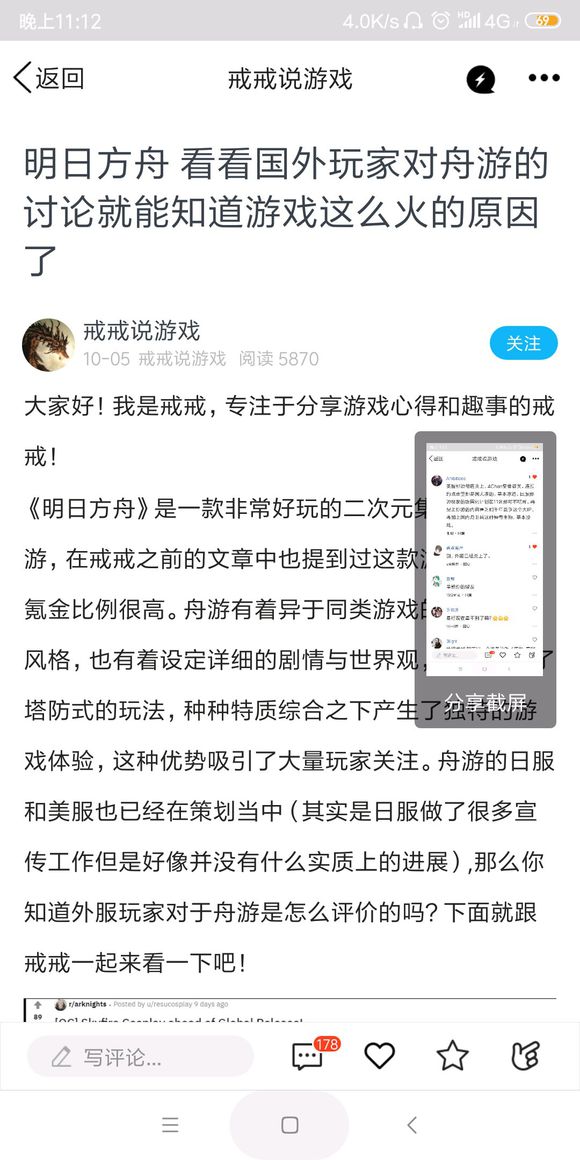 晚上11:12
4.0K/s
HD
4G
69
返回
戒戒说游戏
明日方舟 看看国外玩家对舟游的
讨论就能知道游戏这么火的原因
了
戒戒说游戏
10-05 戒戒说游戏 阅读 5870
关注
大家好！我是戒戒，专注于分享游戏心得和趣事的戒
戒！
《明日方舟》是一款非常好玩的二次元集
游，在戒戒之前的文章中也提到过这款
氪金比例很高。舟游有着异于同类游戏的
风格，也有着设定详细的剧情与世界观，
了
塔防式的玩法，种种特质综合之下产生了独特的游
分享截屏
戏体验，这种优势吸引了大量玩家关注。舟游的日服
和美服也已经在策划当中（其实是日服做了很多宣
传工作但是好像并没有什么实质上的进展）,那么你
知道外服玩家对于舟游是怎么评价的吗？下面就跟
戒戒一起来看一下吧！
r/arknights · Posted by u/resucosplay 9 days ago
89
[OC] Skyfire Cosplay ahead of Global Release!
写评论...
178